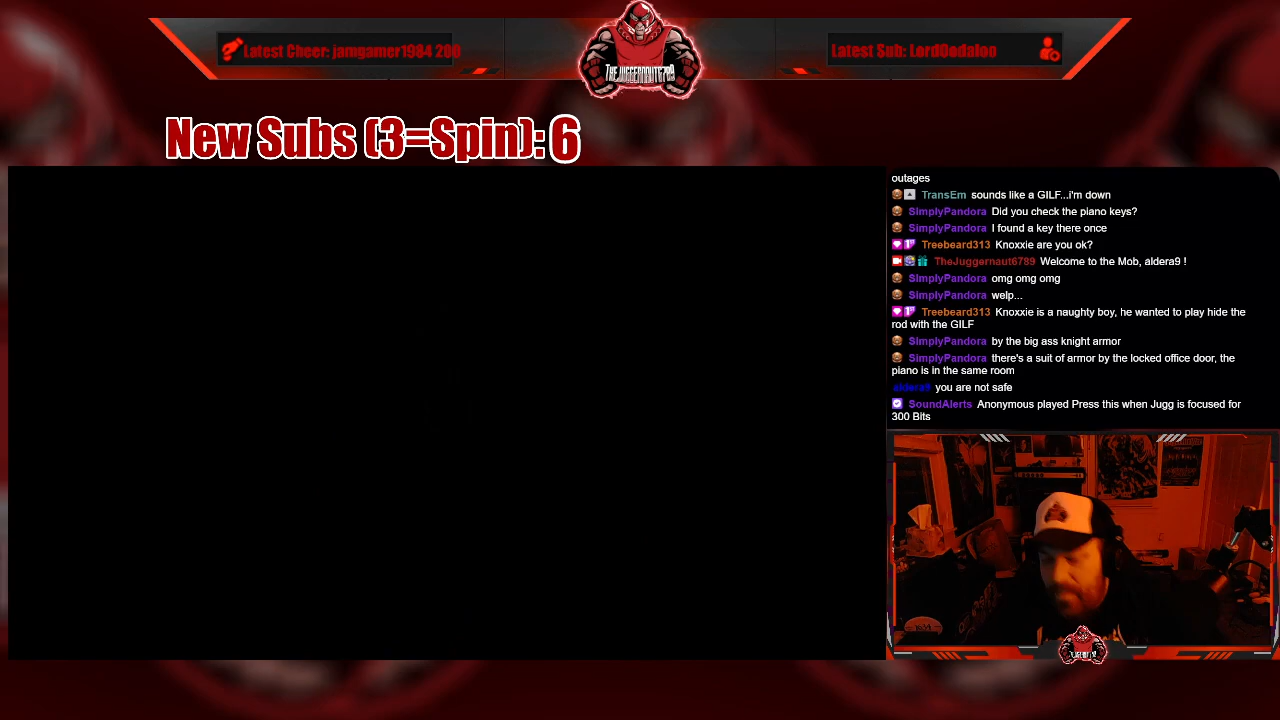 Latest Cheer: jamgamer1984 200
THEJUGGERNAUT6789
Latest Sub: LordOodaloo
New Subs (3=Spin): 6
outages
TransEm sounds like a GILF...i'm down
SimplyPandora Did you check the piano keys?
SimplyPandora I found a key there once
Treebeard313 Knoxxie are you ok?
TheJuggernaut6789 Welcome to the Mob, aldera9 !
SimplyPandora omg omg omg
SimplyPandora welp...
Treebeard313 Knoxxie is a naughty boy, he wanted to play hide the
rod with the GILF
SimplyPandora by the big ass knight armor
SimplyPandora there's a suit of armor by the locked office door, the
piano is in the same room
aldera9 you are not safe
SoundAlerts Anonymous played Press this when Jugg is focused for
300 Bits